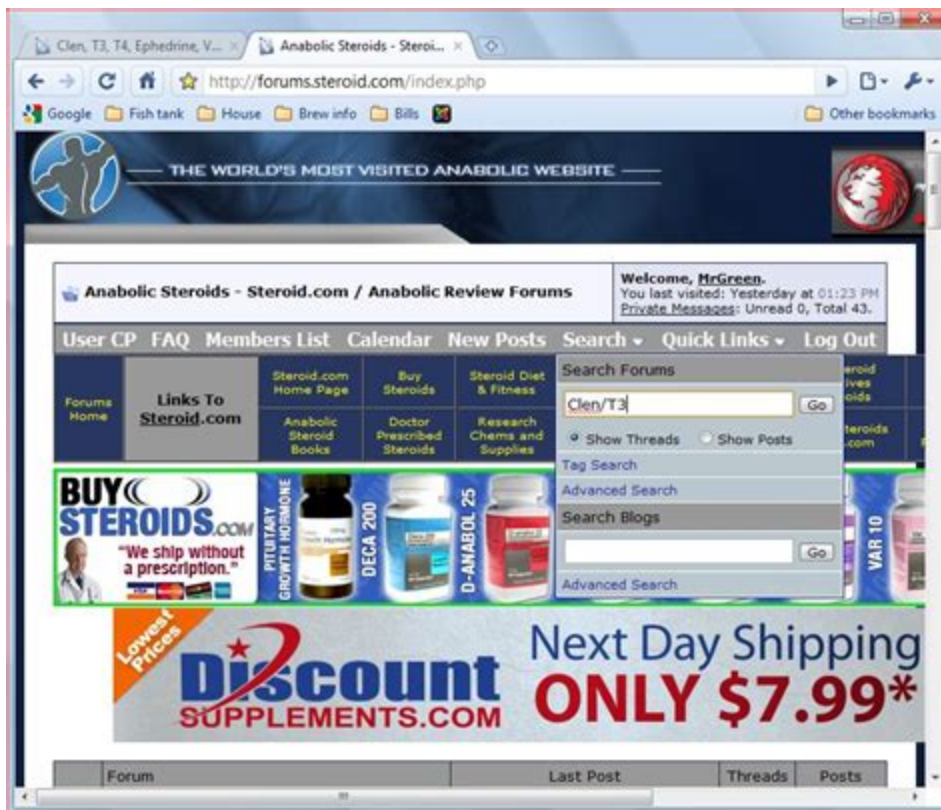 Clen, T3, T4, Ephedrine, V...
Anabolic Steroids - Steroi...
http://forums.steroid.com/index.php
Google Fish tank House Brew info Bills Other bookmarks
THE WORLD'S MOST VISITED ANABOLIC WEBSITE
Anabolic Steroids - Steroid.com / Anabolic Review Forums
Welcome, MrGreen.
You last visited: Yesterday at 01:23 PM
Private Messages: Unread 0, Total 43.
User CP FAQ Members List Calendar New Posts Search Quick Links Log Out
Forums
Home
Links To
Steroid.com
Steroid.com
Home Page
Buy
Steroids
Steroid Diet
& Fitness
Anabolic
Steroid
Books
Doctor
Prescribed
Steroids
Research
Chems and
Supplies
Search Forums
Clen/T3 Go
Show Threads Show Posts
Tag Search
Advanced Search
Search Blogs
Go
Advanced Search
BUY
STEROIDS.COM
"We ship without
a prescription."
PITUITARY
GROWTH HORMONE
DECA 200
D-ANABOL 25
VAR 10
Lowest
Prices
Discount
SUPPLEMENTS.COM
Next Day Shipping
ONLY $7.99*
Forum Last Post Threads Posts